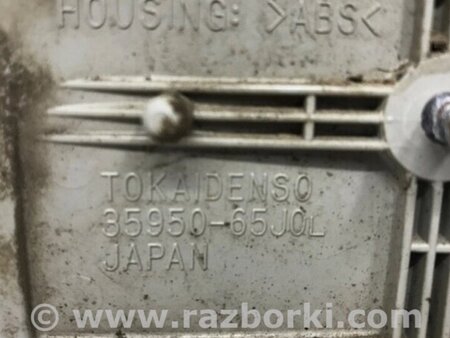 HOUSING: >ABS<
TOKAIDENSO
35950-65J0L
JAPAN
www.razborki.com